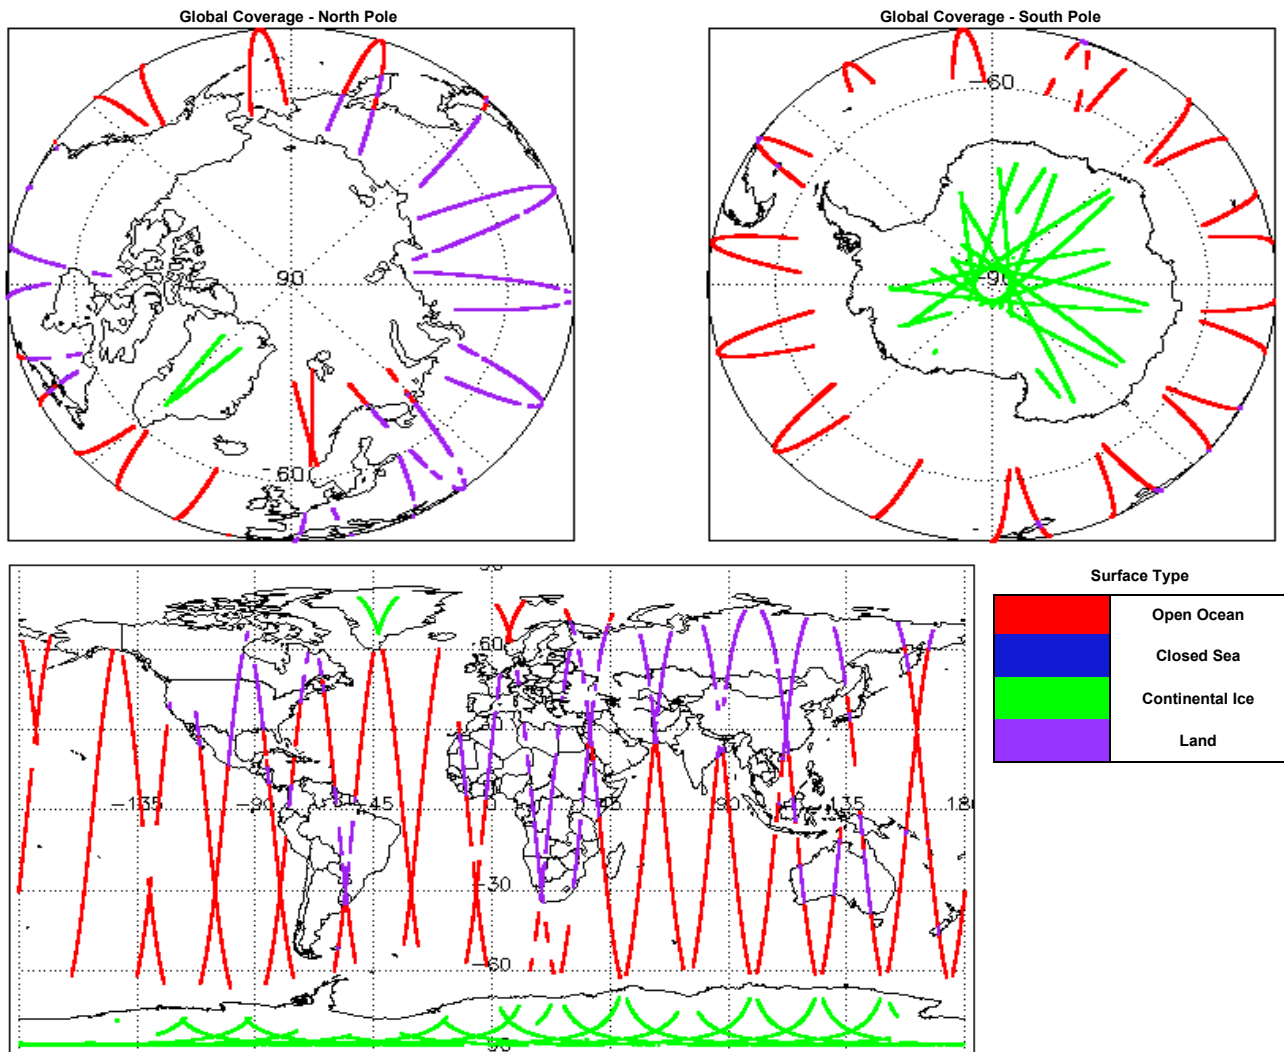 Global Coverage - North Pole
Global Coverage - South Pole
90
60
-60
-90
60
-135
-90
-45
0
45
90
135
180
-30
-60
Surface Type
Open Ocean
Closed Sea
Continental Ice
Land